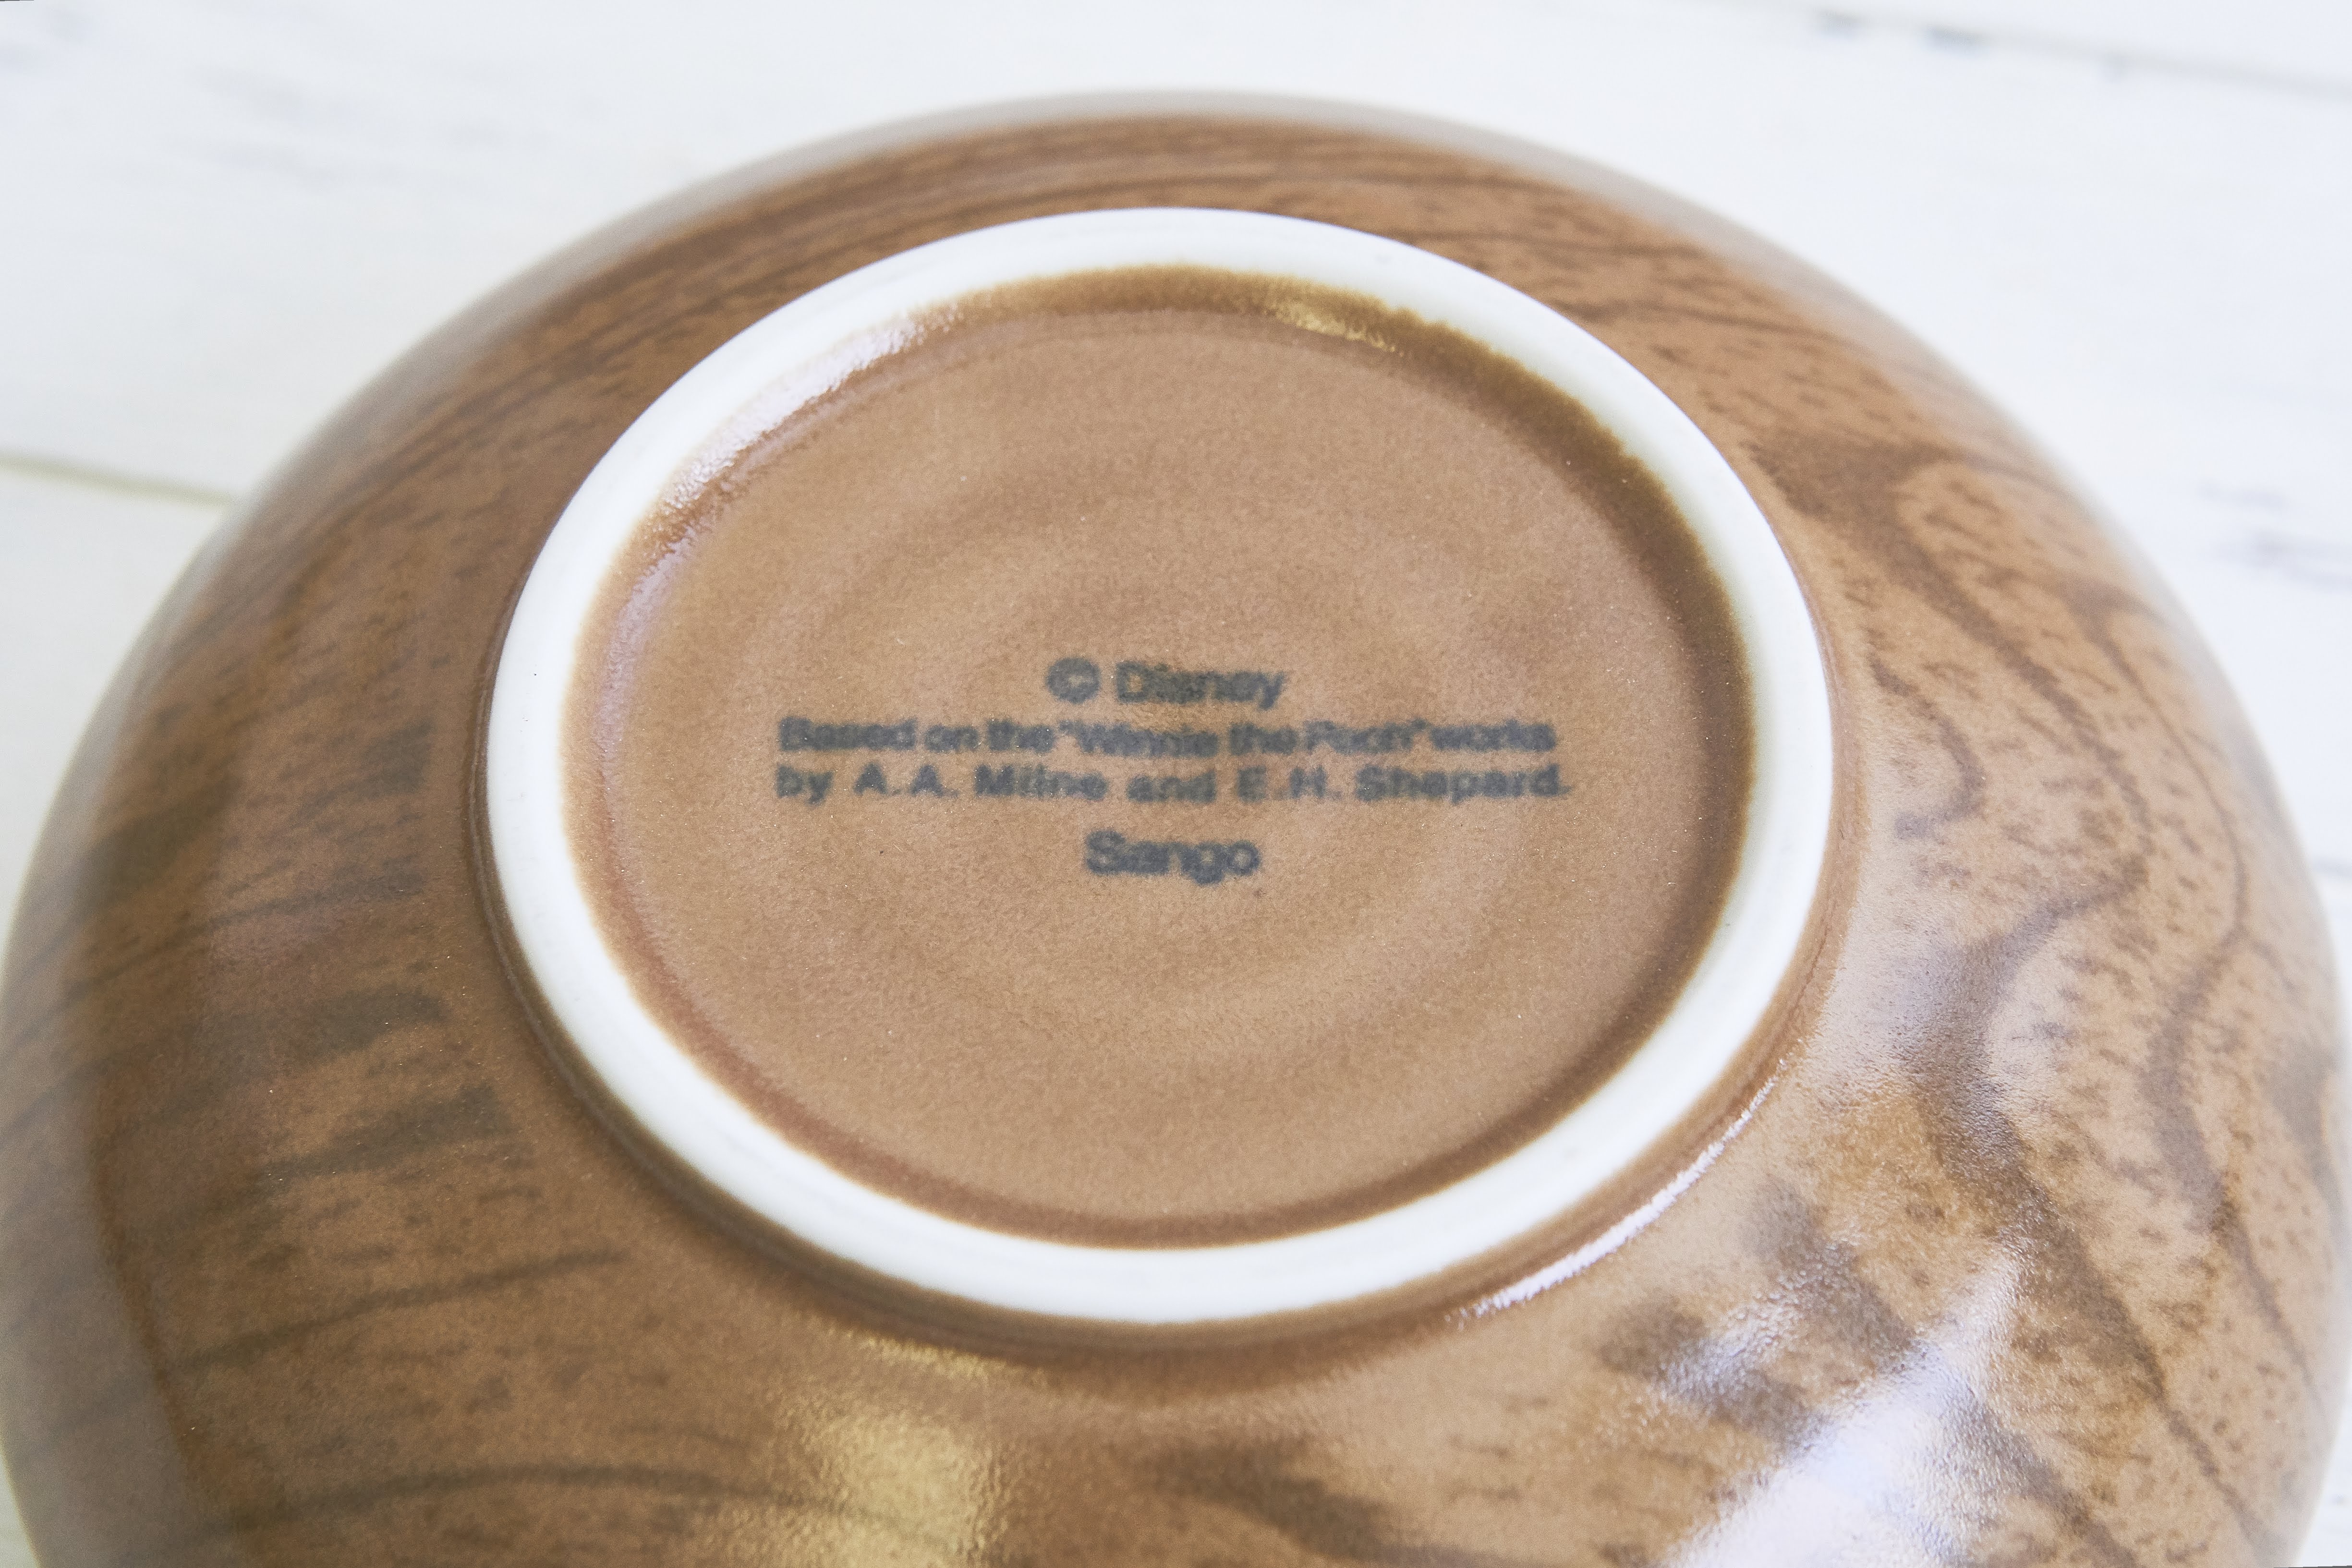 © Disney
Based on the "Winnie the Pooh" works
by A.A. Milne and E.H. Shepard.
Sango